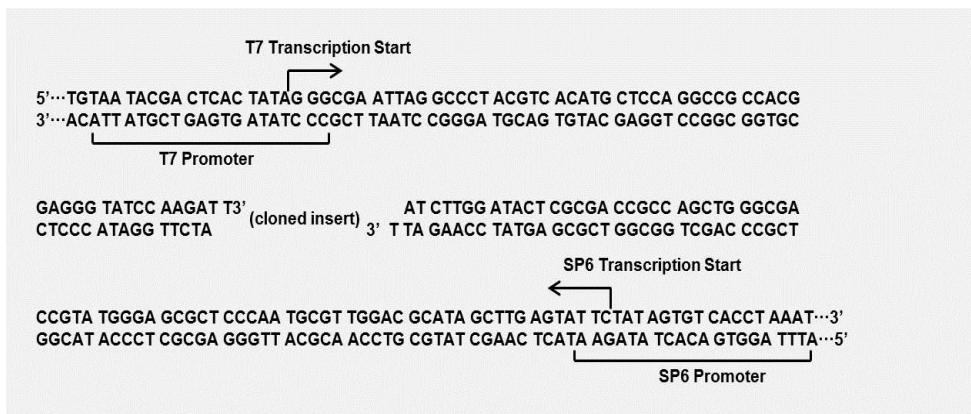 T7 Transcription Start
5’···TGTAA TACGA CTCAC TATAG GGCGA ATTAG GCCCT ACGTC ACATG CTCCA GGCCG CCACG
3’···ACATT ATGCT GAGTG ATATC CCGCT TAATC CGGGA TGCAG TGTAC GAGGT CCGGC GGTGC
T7 Promoter
GAGGG TATCC AAGAT T3’ (cloned insert) AT CTTGG ATACT CGCGA CCGCC AGCTG GGCGA
CTCCC ATAGG TTCTA 3’ T TA GAACC TATGA GCGCT GGCGG TCGAC CCGCT
SP6 Transcription Start
CCGTA TGGGA GCGCT CCCAA TGCGT TGGAC GCATA GCTTG AGTAT TCTAT AGTGT CACCT AAAT···3’
GGCAT ACCCT CGCGA GGGTT ACGCA ACCTG CGTAT CGAAC TCATA AGATA TCACA GTGGA TTTA···5’
SP6 Promoter